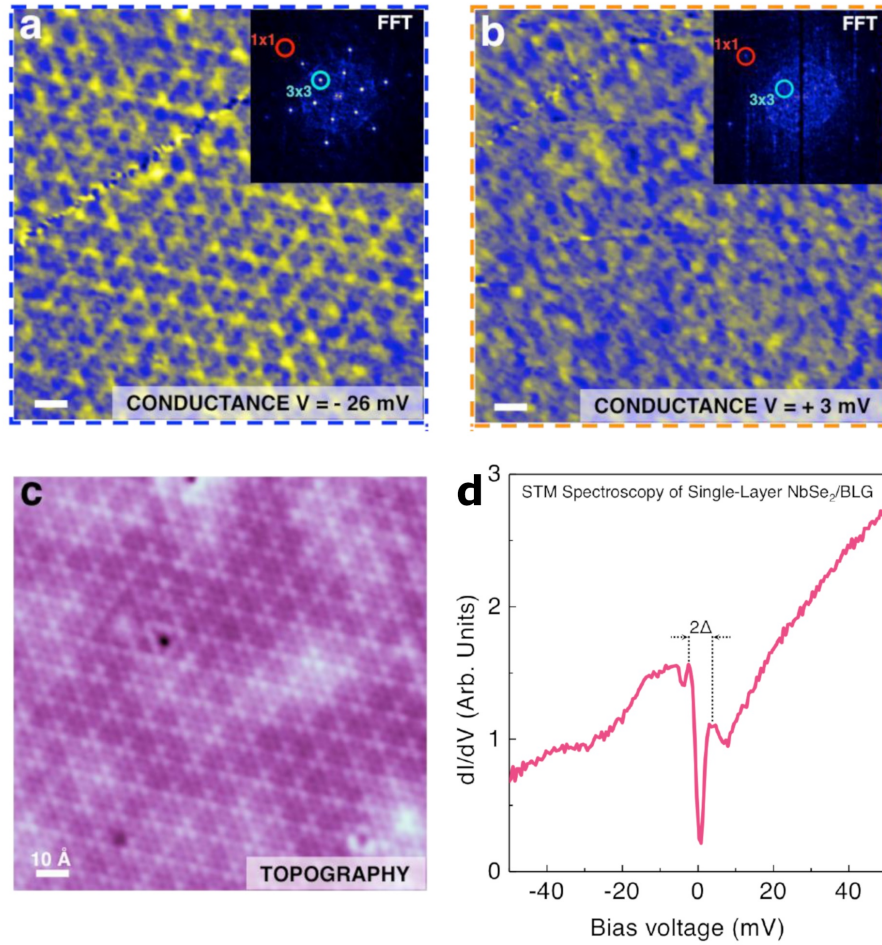 a
FFT
1x1
3x3
CONDUCTANCE V = - 26 mV
b
FFT
1x1
3x3
CONDUCTANCE V = + 3 mV
c
10 Å
TOPOGRAPHY
d
STM Spectroscopy of Single-Layer NbSe₂/BLG
2Δ
dI/dV (Arb. Units)
3
2
1
0
-40
-20
0
20
40
Bias voltage (mV)